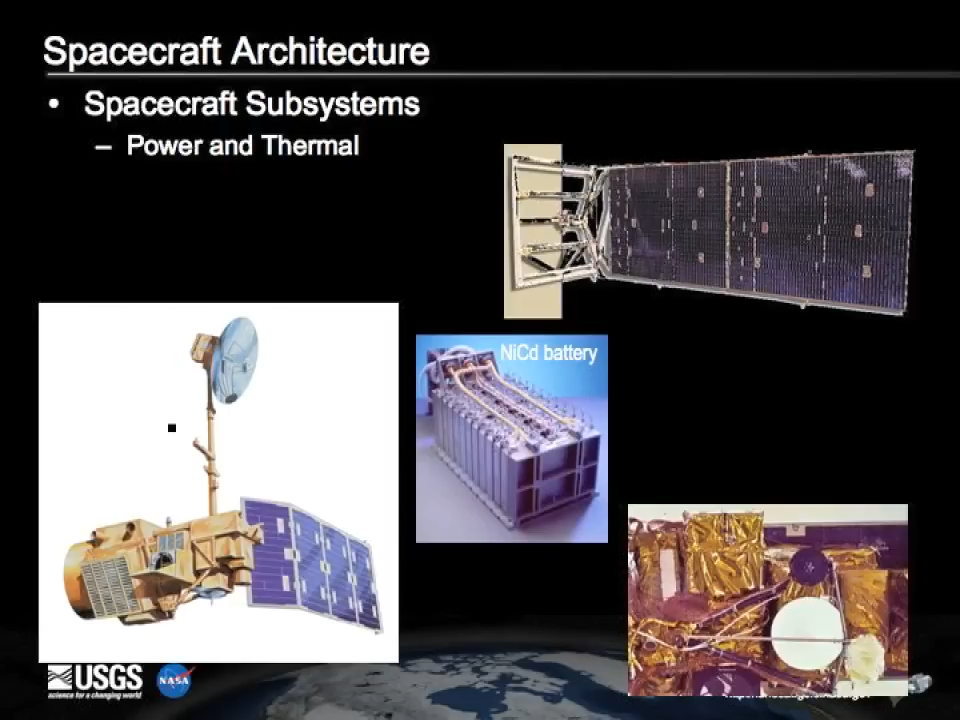 Spacecraft Architecture
• Spacecraft Subsystems
– Power and Thermal
NiCd battery
USGS
science for a changing world
NASA